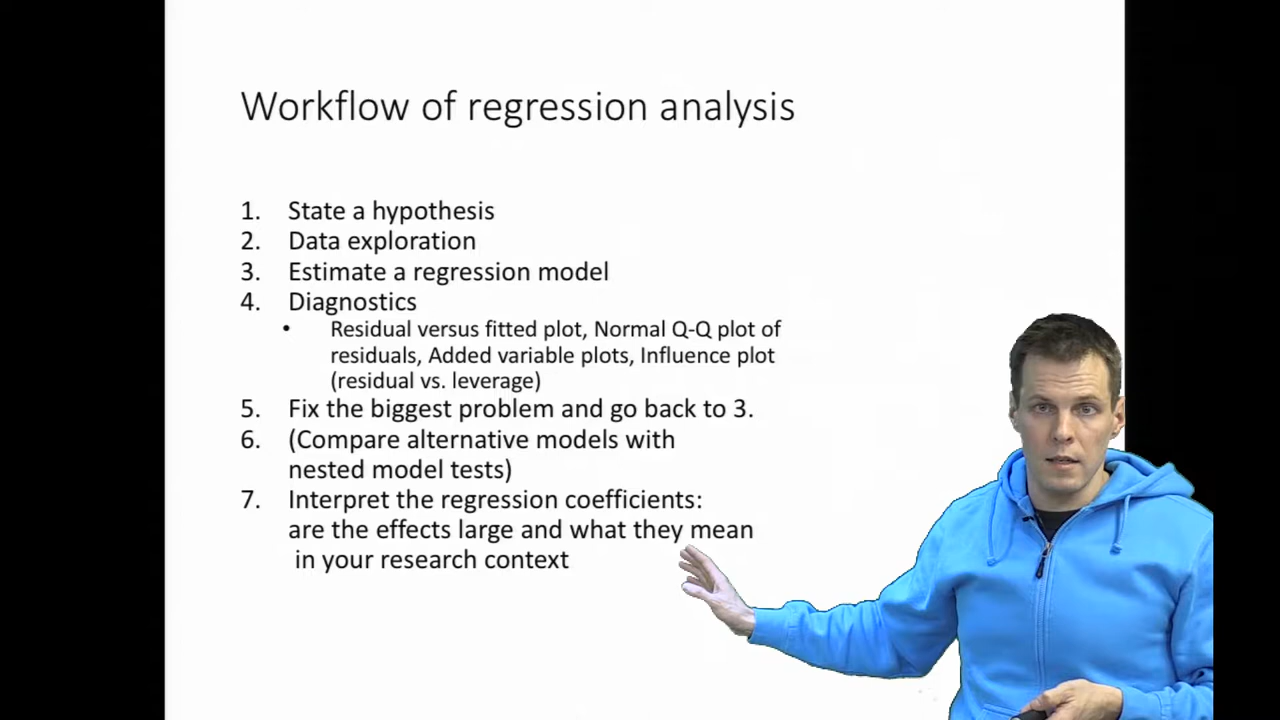 Workflow of regression analysis
1. State a hypothesis
2. Data exploration
3. Estimate a regression model
4. Diagnostics
• Residual versus fitted plot, Normal Q-Q plot of
residuals, Added variable plots, Influence plot
(residual vs. leverage)
5. Fix the biggest problem and go back to 3.
6. (Compare alternative models with
nested model tests)
7. Interpret the regression coefficients:
are the effects large and what they mean
in your research context